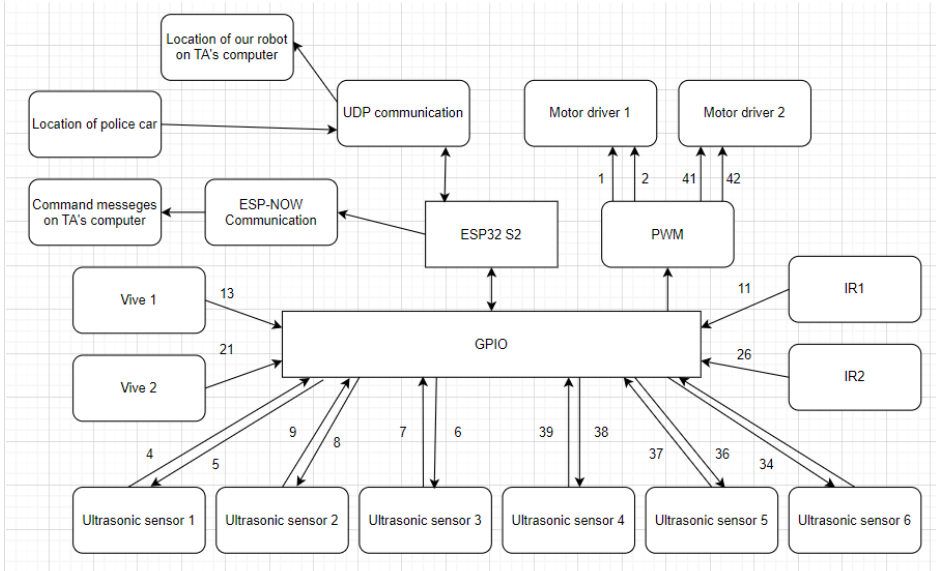 Location of our robot
on TA's computer
Location of police car
UDP communication
Motor driver 1
Motor driver 2
Command messeges
on TA's computer
ESP-NOW
Communication
ESP32 S2
1
2
41
42
PWM
Vive 1
13
11
IR1
GPIO
Vive 2
21
26
IR2
4
5
9
8
7
6
39
38
37
36
34
Ultrasonic sensor 1
Ultrasonic sensor 2
Ultrasonic sensor 3
Ultrasonic sensor 4
Ultrasonic sensor 5
Ultrasonic sensor 6